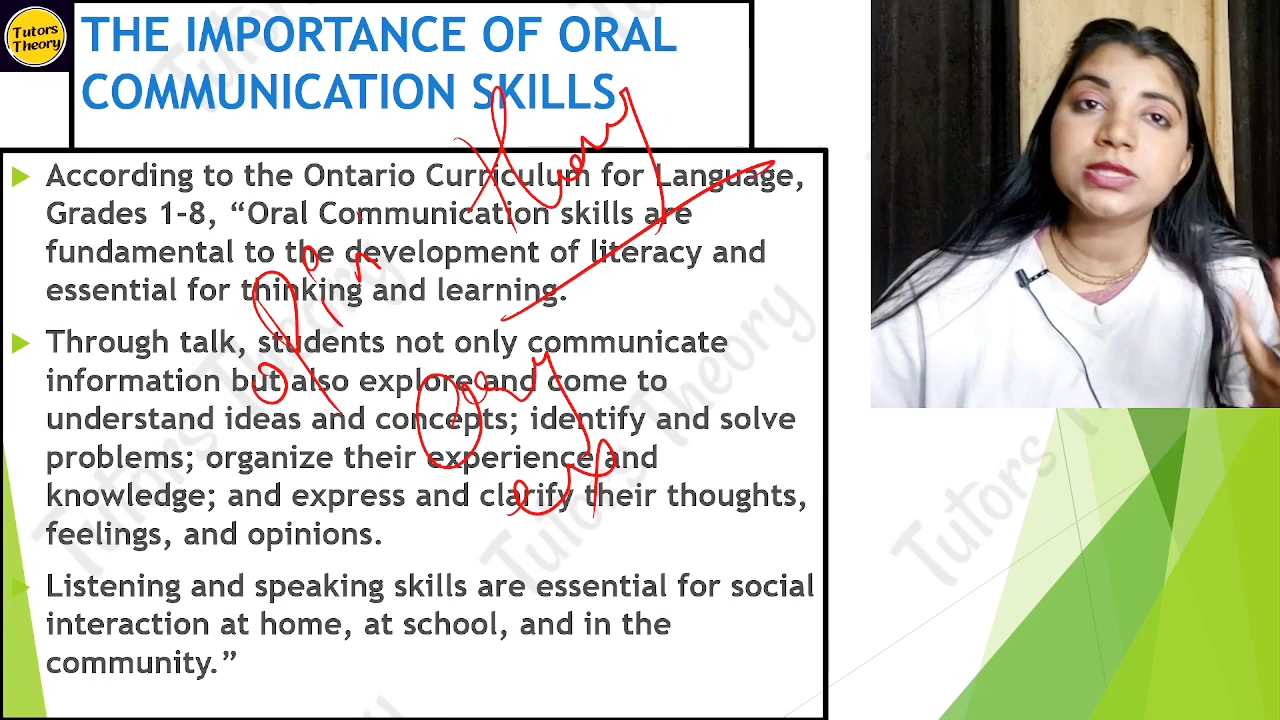 Tutors
Theory
THE IMPORTANCE OF ORAL
COMMUNICATION SKILLS
According to the Ontario Curriculum for Language,
Grades 1-8, “Oral Communication skills are
fundamental to the development of literacy and
essential for thinking and learning.
Through talk, students not only communicate
information but also explore and come to
understand ideas and concepts; identify and solve
problems; organize their experience and
knowledge; and express and clarify their thoughts,
feelings, and opinions.
Listening and speaking skills are essential for social
interaction at home, at school, and in the
community.”
Tutors Theory
Tutors Theory